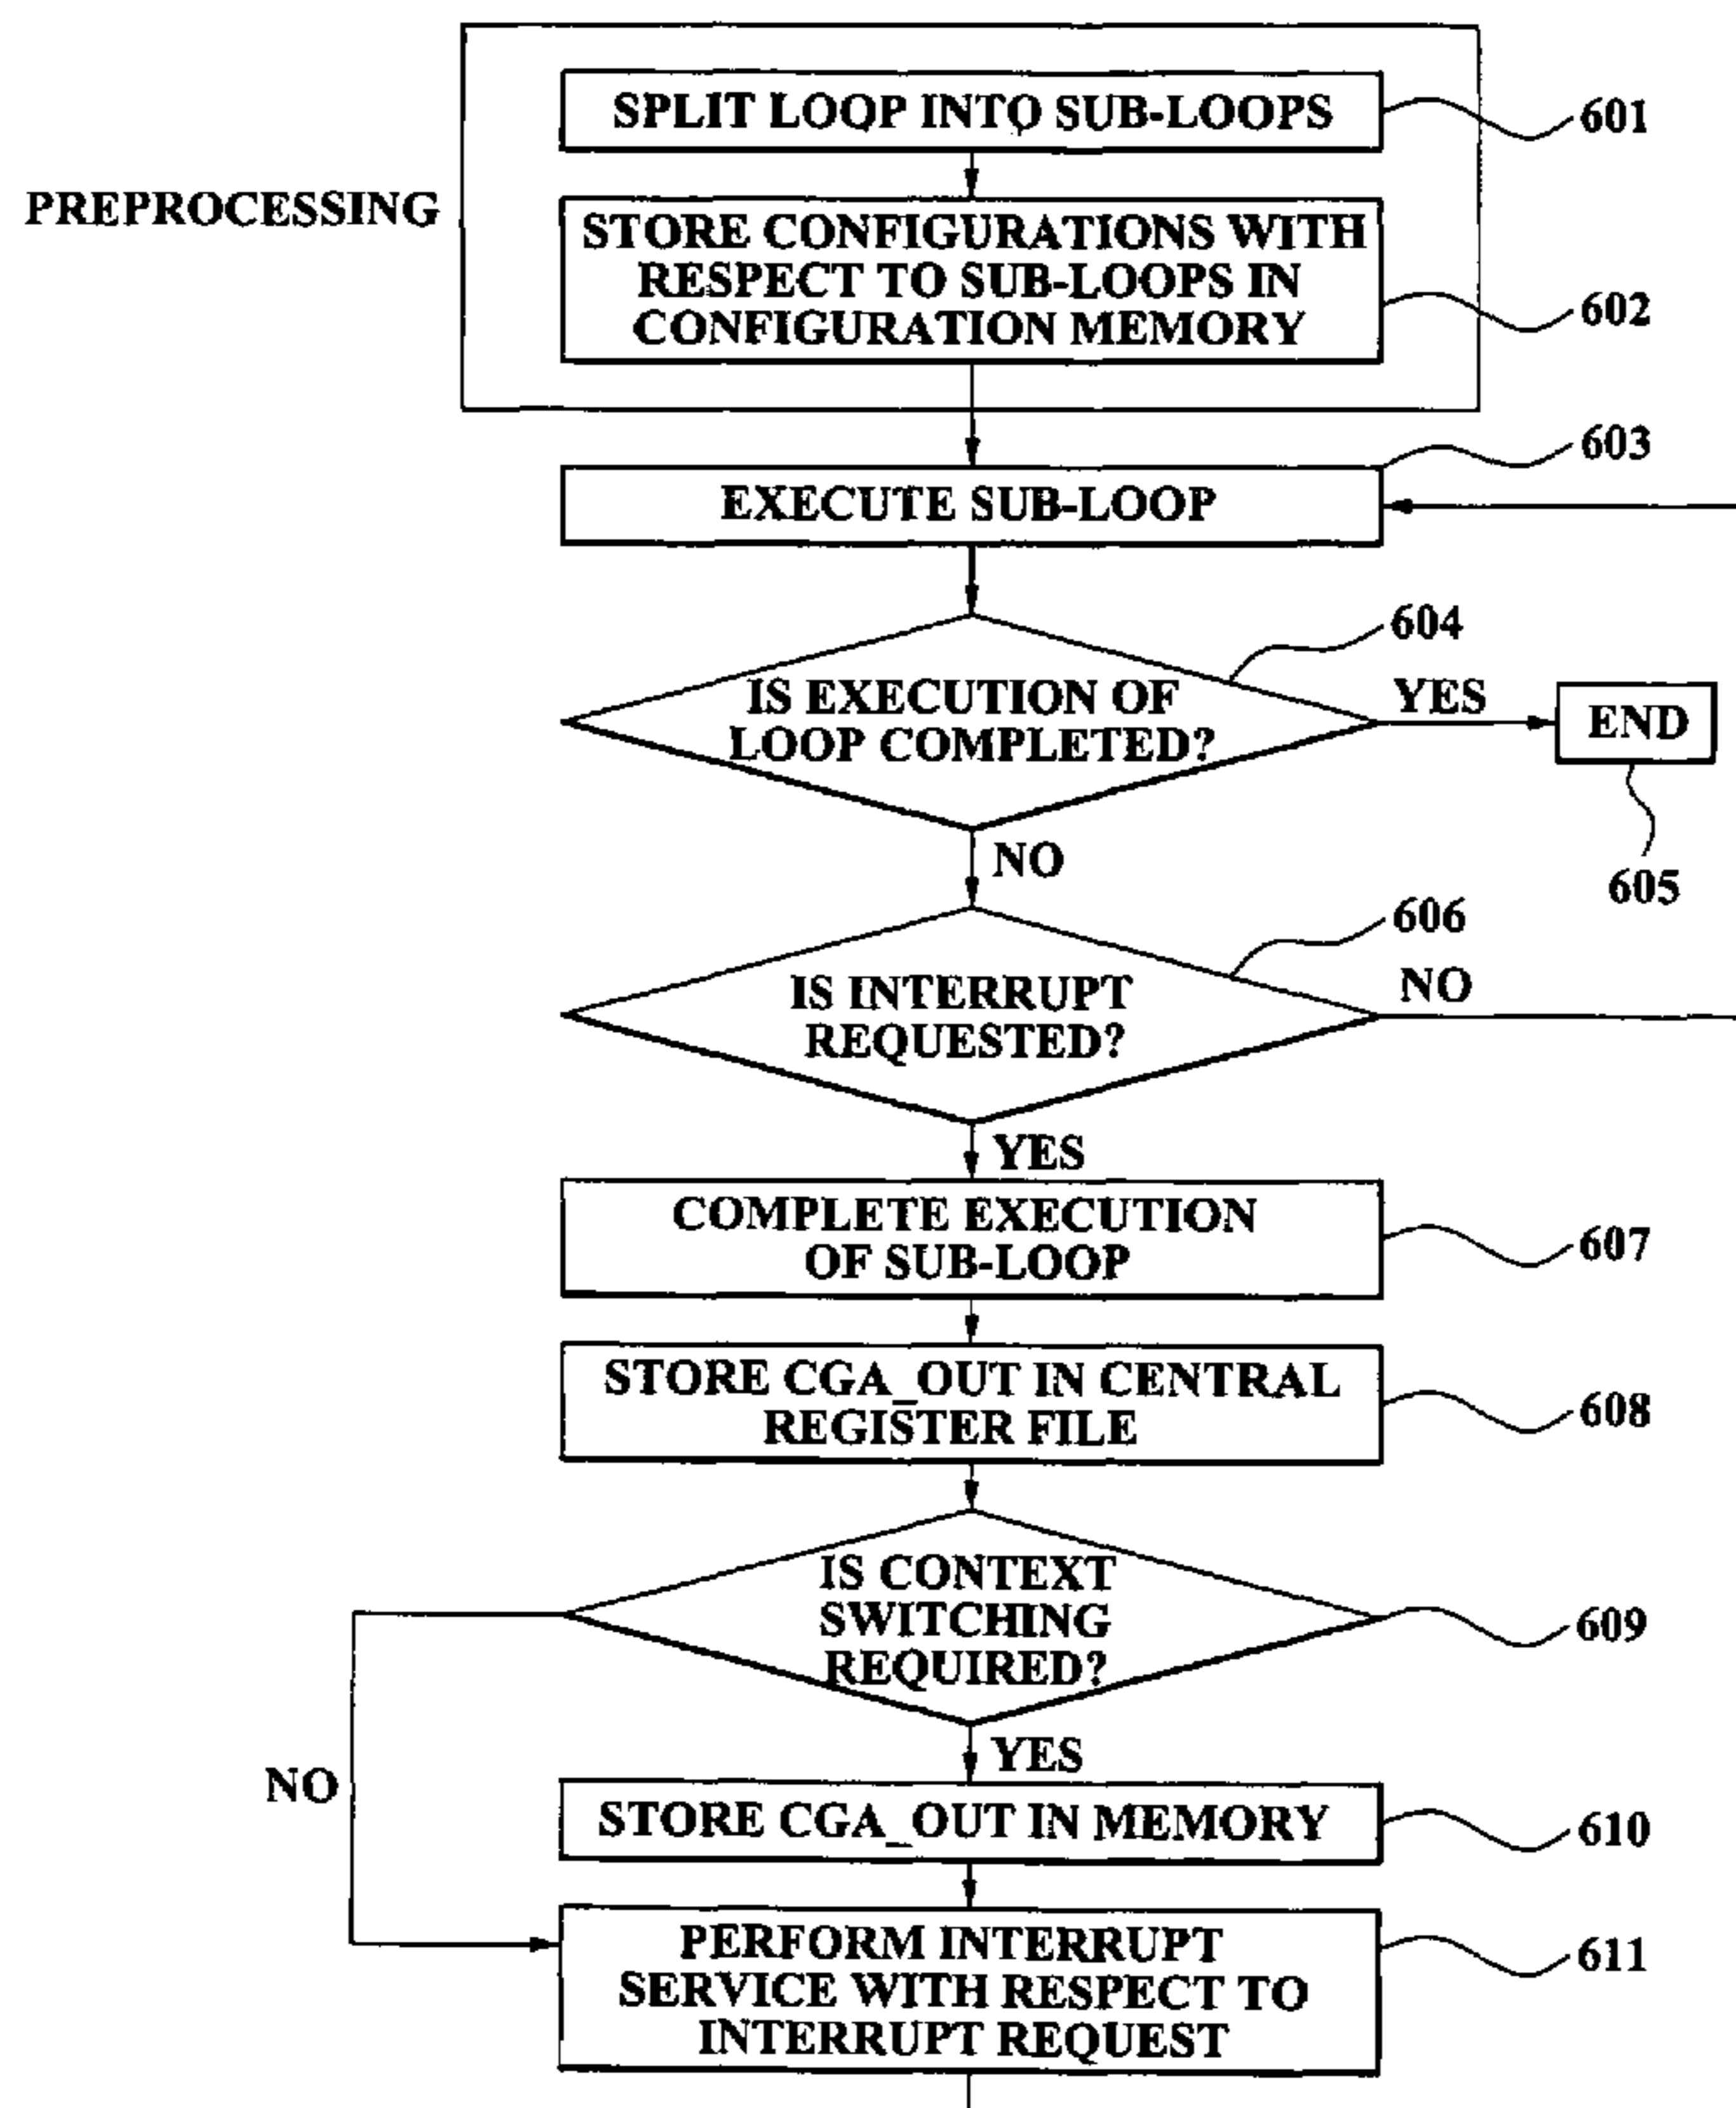 SPLIT LOOP INTO SUB-LOOPS
601
PREPROCESSING
STORE CONFIGURATIONS WITH
RESPECT TO SUB-LOOPS IN
CONFIGURATION MEMORY
602
603
EXECUTE SUB-LOOP
604
IS EXECUTION OF
LOOP COMPLETED?
YES
END
605
NO
606
IS INTERRUPT
REQUESTED?
NO
YES
COMPLETE EXECUTION
OF SUB-LOOP
607
STORE CGA_OUT IN CENTRAL
REGISTER FILE
608
IS CONTEXT
SWITCHING
REQUIRED?
609
NO
YES
STORE CGA_OUT IN MEMORY
610
PERFORM INTERRUPT
SERVICE WITH RESPECT TO
INTERRUPT REQUEST
611